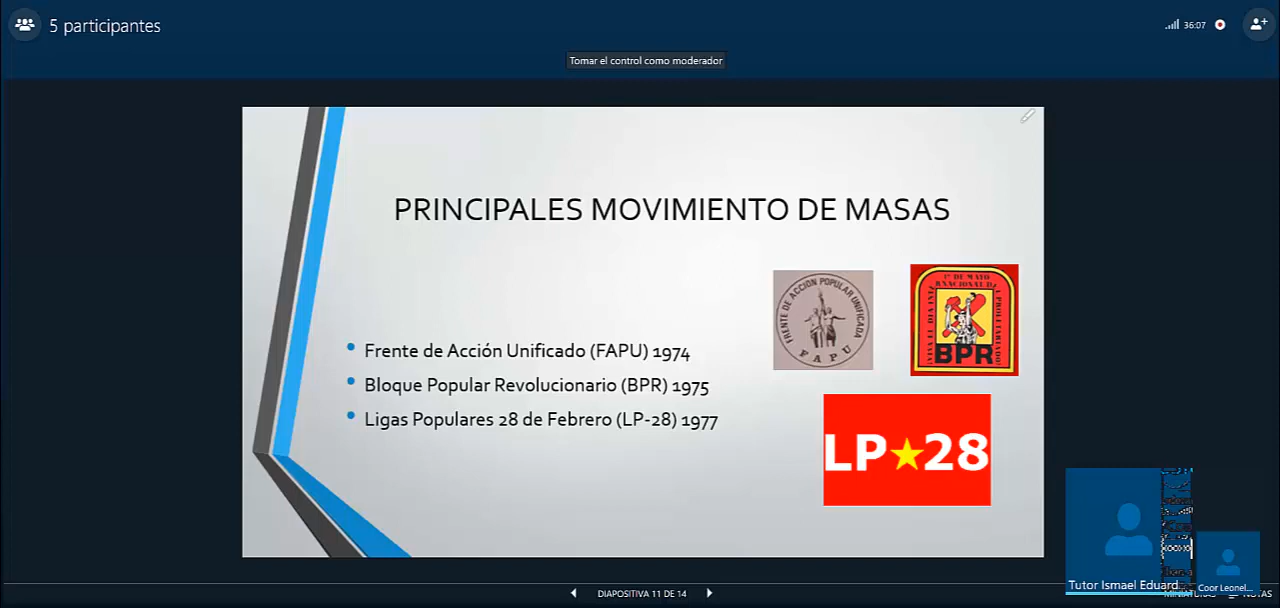 5 participantes
36:07
Tomar el control como moderador
PRINCIPALES MOVIMIENTO DE MASAS
FRENTE DE ACCION POPULAR UNIFICADA
FAPU
1º DE MAYO
BPR
Frente de Acción Unificado (FAPU) 1974
Bloque Popular Revolucionario (BPR) 1975
Ligas Populares 28 de Febrero (LP-28) 1977
LP★28
Tutor Ismael Eduard...
Coor Leonel...
DIAPOSITIVA 11 DE 14
NOTAS